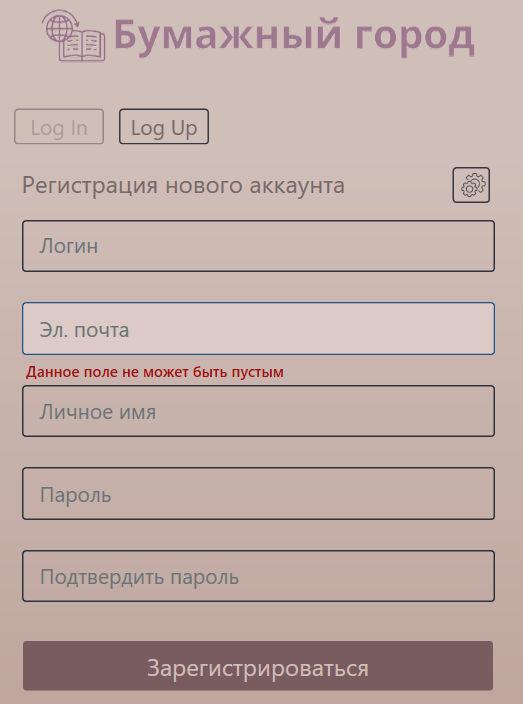 Бумажный город
Log In
Log Up
Регистрация нового аккаунта
Логин
Эл. почта
Данное поле не может быть пустым
Личное имя
Пароль
Подтвердить пароль
Зарегистрироваться